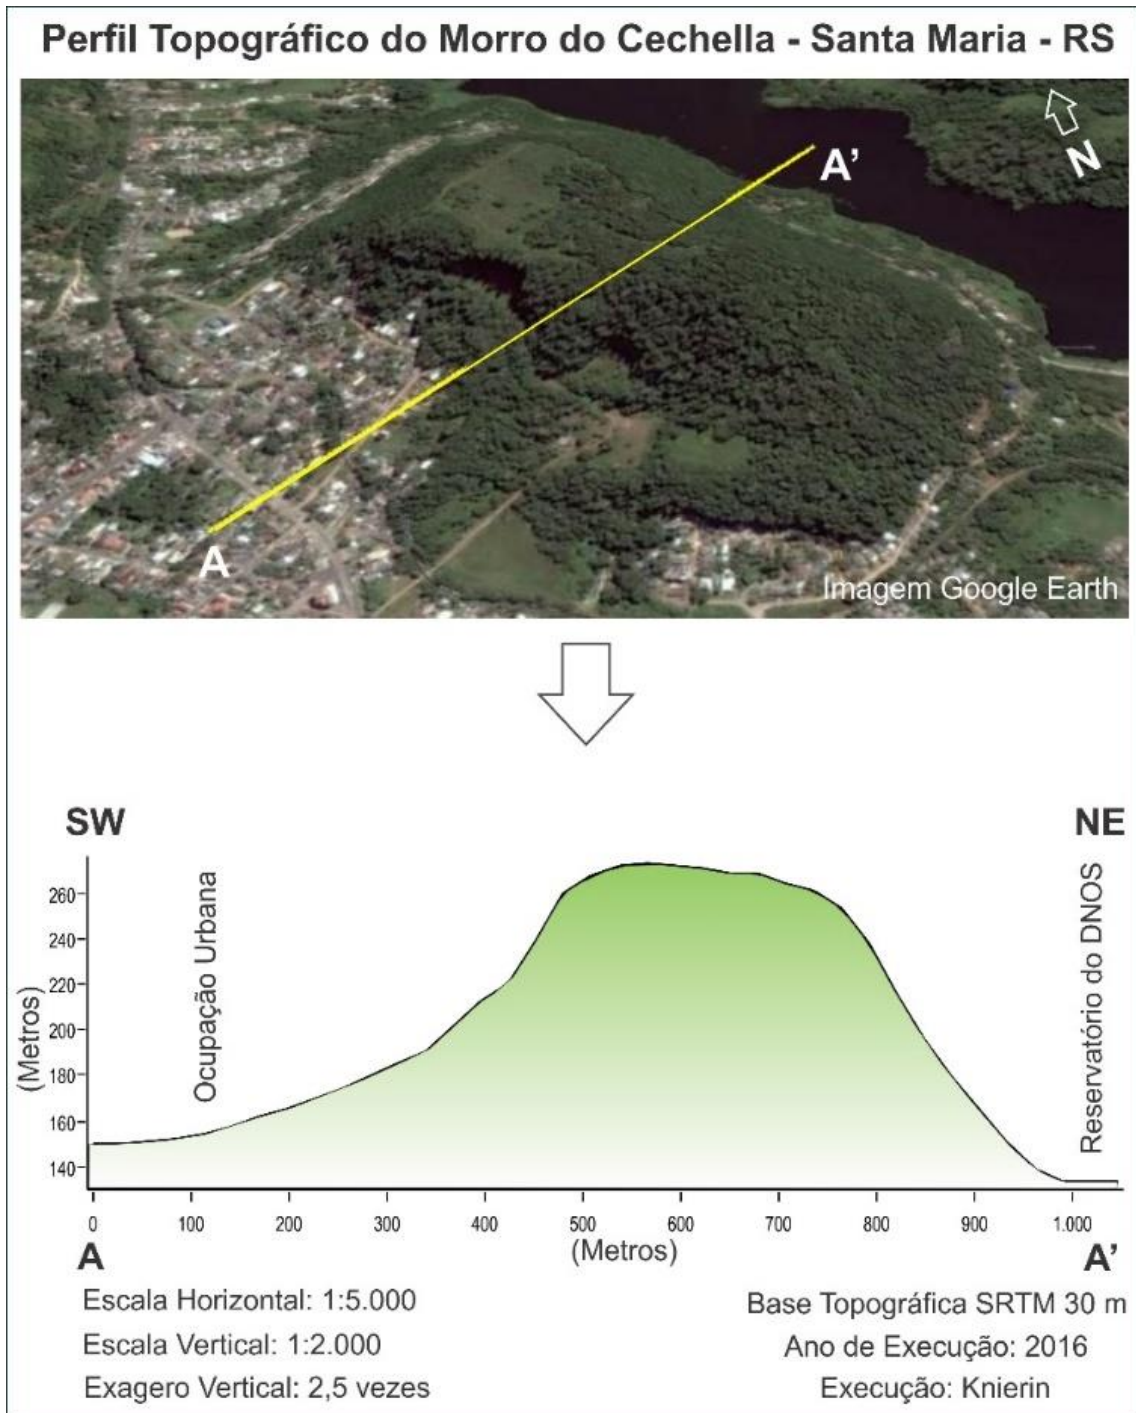 Perfil Topográfico do Morro do Cechella - Santa Maria - RS
N
A'
A
Imagem Google Earth
SW
NE
260
240
220
200
180
160
140
(Metros)
Ocupação Urbana
Reservatório do DNOS
0 100 200 300 400 500 600 700 800 900 1.000
(Metros)
A
A'
Escala Horizontal: 1:5.000
Escala Vertical: 1:2.000
Exagero Vertical: 2,5 vezes
Base Topográfica SRTM 30 m
Ano de Execução: 2016
Execução: Knierin